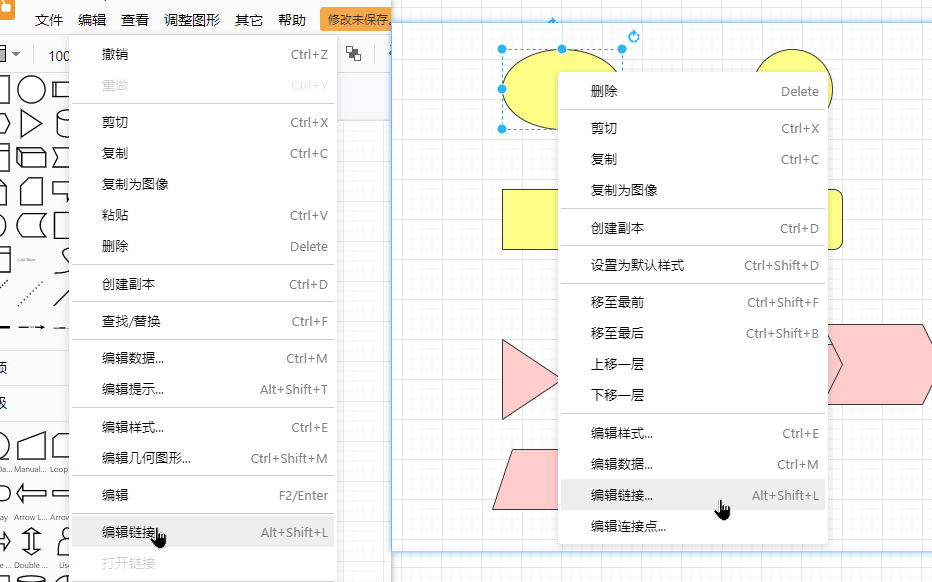 文件 编辑 查看 调整图形 其它 帮助 修改未保存.
100
撤销 Ctrl+Z
重做 Ctrl+Y
剪切 Ctrl+X
复制 Ctrl+C
复制为图像
粘贴 Ctrl+V
删除 Delete
创建副本 Ctrl+D
查找/替换 Ctrl+F
编辑数据... Ctrl+M
编辑提示... Alt+Shift+T
编辑样式... Ctrl+E
编辑几何图形... Ctrl+Shift+M
编辑 F2/Enter
编辑链接 Alt+Shift+L
打开链接
List Item
Manual... Loop
Arrow L... Arrow
Double ... Us
删除 Delete
剪切 Ctrl+X
复制 Ctrl+C
复制为图像
创建副本 Ctrl+D
设置为默认样式 Ctrl+Shift+D
移至最前 Ctrl+Shift+F
移至最后 Ctrl+Shift+B
上移一层
下移一层
编辑样式... Ctrl+E
编辑数据... Ctrl+M
编辑链接... Alt+Shift+L
编辑连接点...